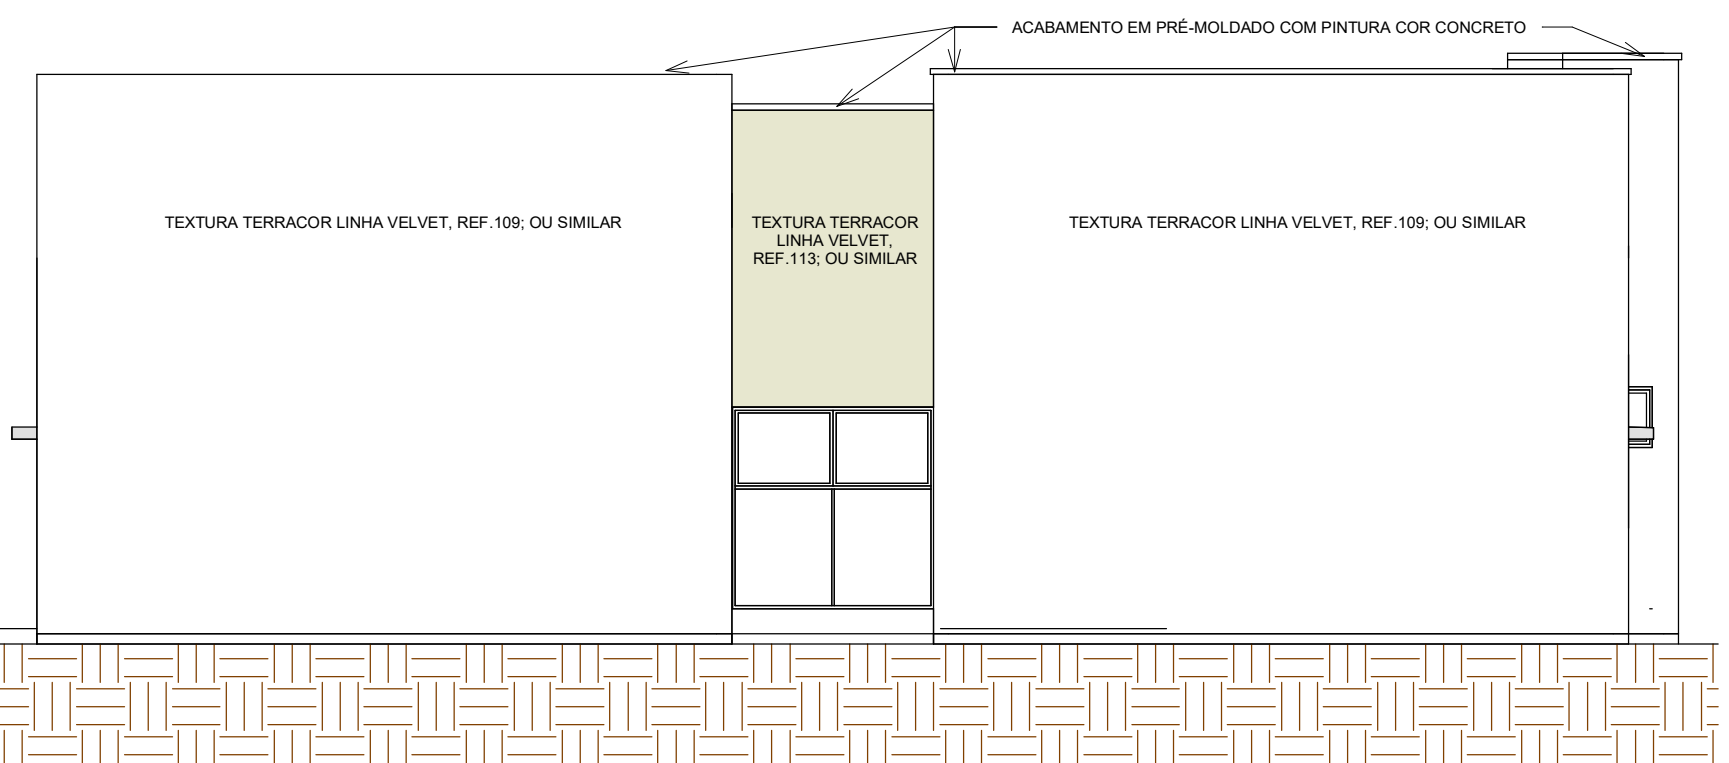 ACABAMENTO EM PRÉ-MOLDADO COM PINTURA COR CONCRETO
TEXTURA TERRACOR LINHA VELVET, REF.109; OU SIMILAR
TEXTURA TERRACOR
LINHA VELVET,
REF.113; OU SIMILAR
TEXTURA TERRACOR LINHA VELVET, REF.109; OU SIMILAR